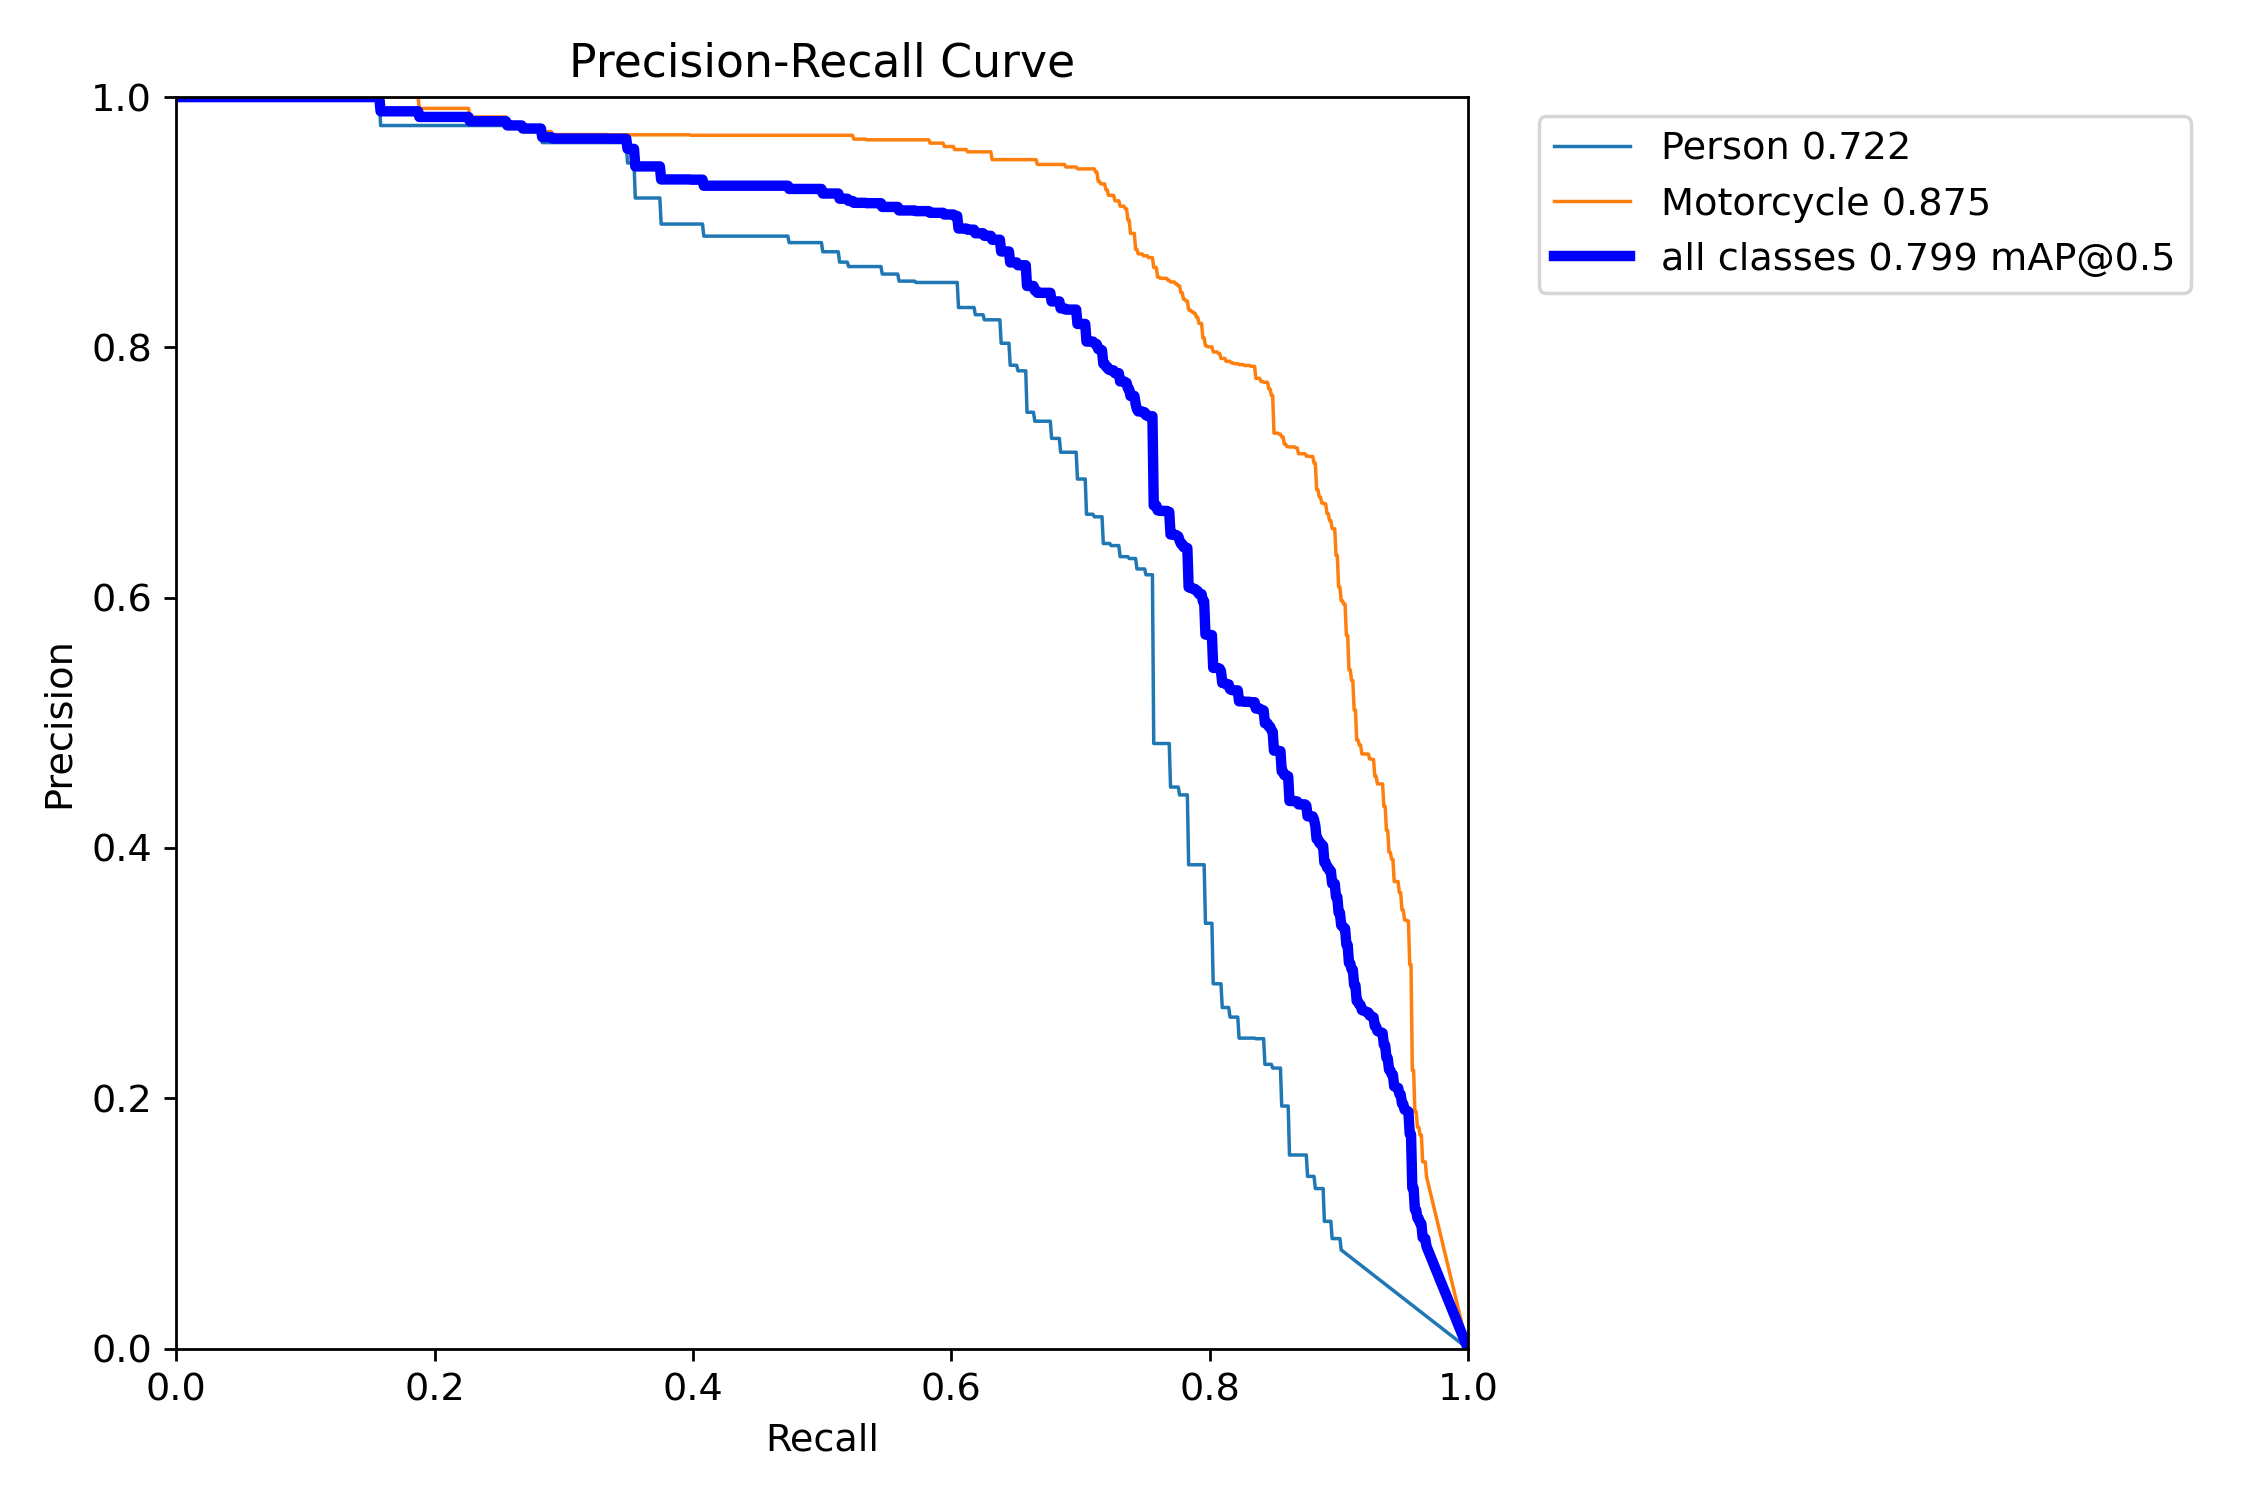 Precision-Recall Curve
1.0
0.8
0.6
0.4
0.2
0.0
Precision
0.0 0.2 0.4 0.6 0.8 1.0
Recall
Person 0.722
Motorcycle 0.875
all classes 0.799 mAP@0.5